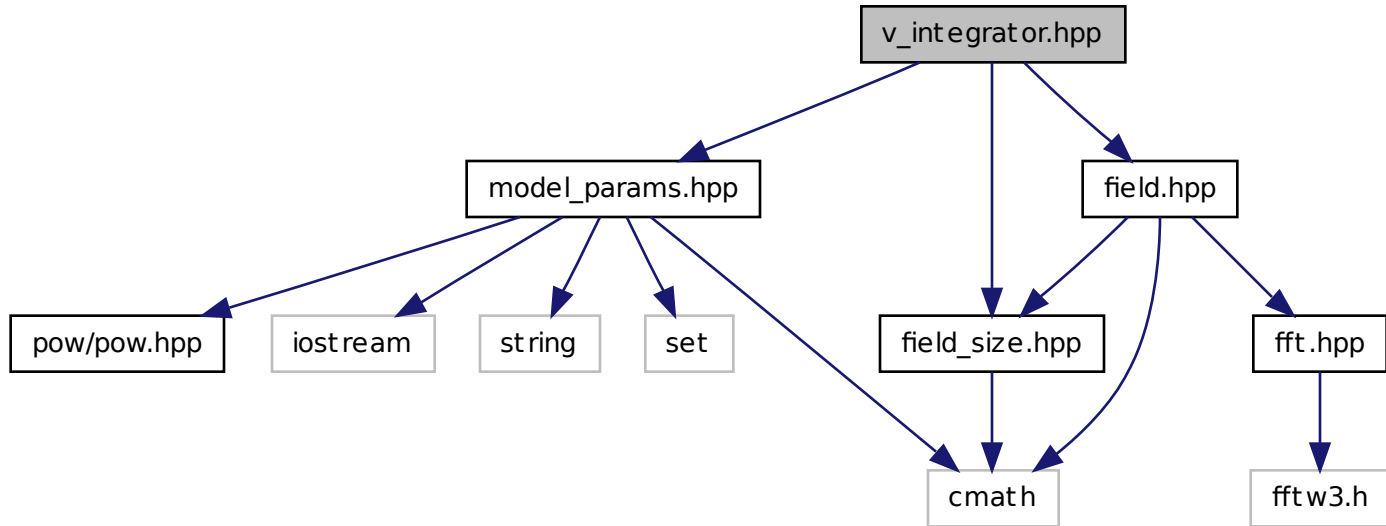 v_integrator.hpp
model_params.hpp
field.hpp
pow/pow.hpp
iostream
string
set
field_size.hpp
fft.hpp
cmath
fftw3.h